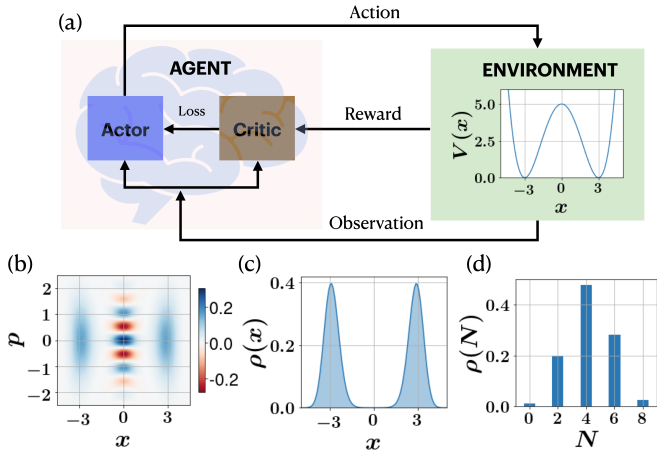 (a)
Action
AGENT
ENVIRONMENT
Actor
Loss
Critic
Reward
V(x)
5.0
2.5
0.0
−3 0 3
x
Observation
(b)
p
2
1
0
−1
−2
−3 0 3
x
0.2
0.0
-0.2
(c)
ρ(x)
0.4
0.2
0.0
−3 0 3
x
(d)
ρ(N)
0.4
0.2
0.0
0 2 4 6 8
N